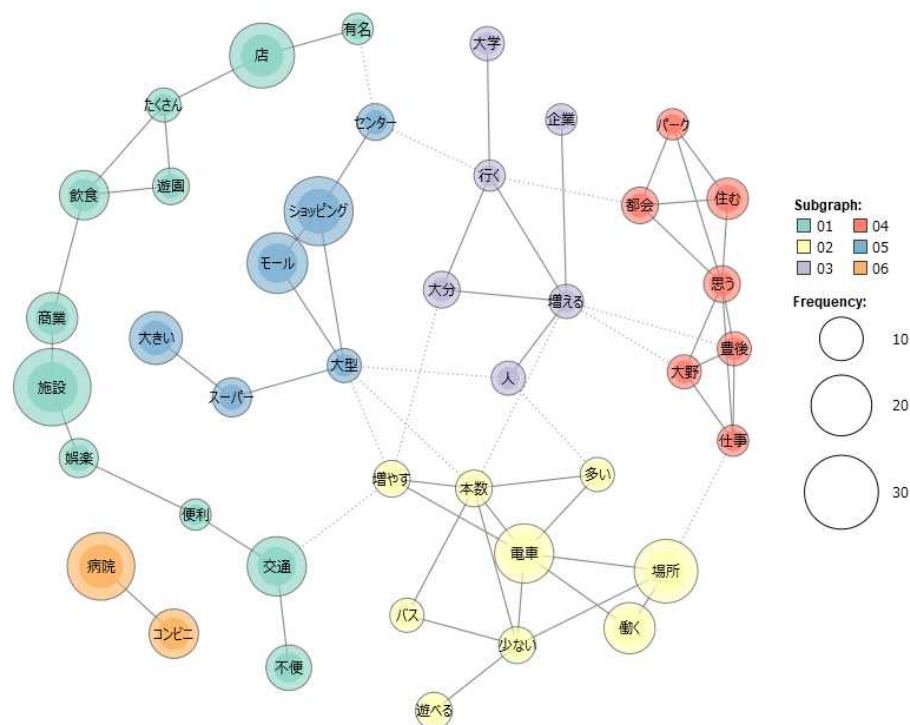 有名
店
大学
たくさん
センター
企業
パーク
遊園
飲食
行く
住む
都会
ショッピング
モール
思う
大分
増える
商業
大きい
豊後
大型
大野
人
施設
スーパー
仕事
娯楽
増やす
本数
多い
便利
電車
病院
交通
場所
バス
働く
コンビニ
少ない
不便
遊べる
Subgraph:
01 04
02 05
03 06
Frequency:
10
20
30